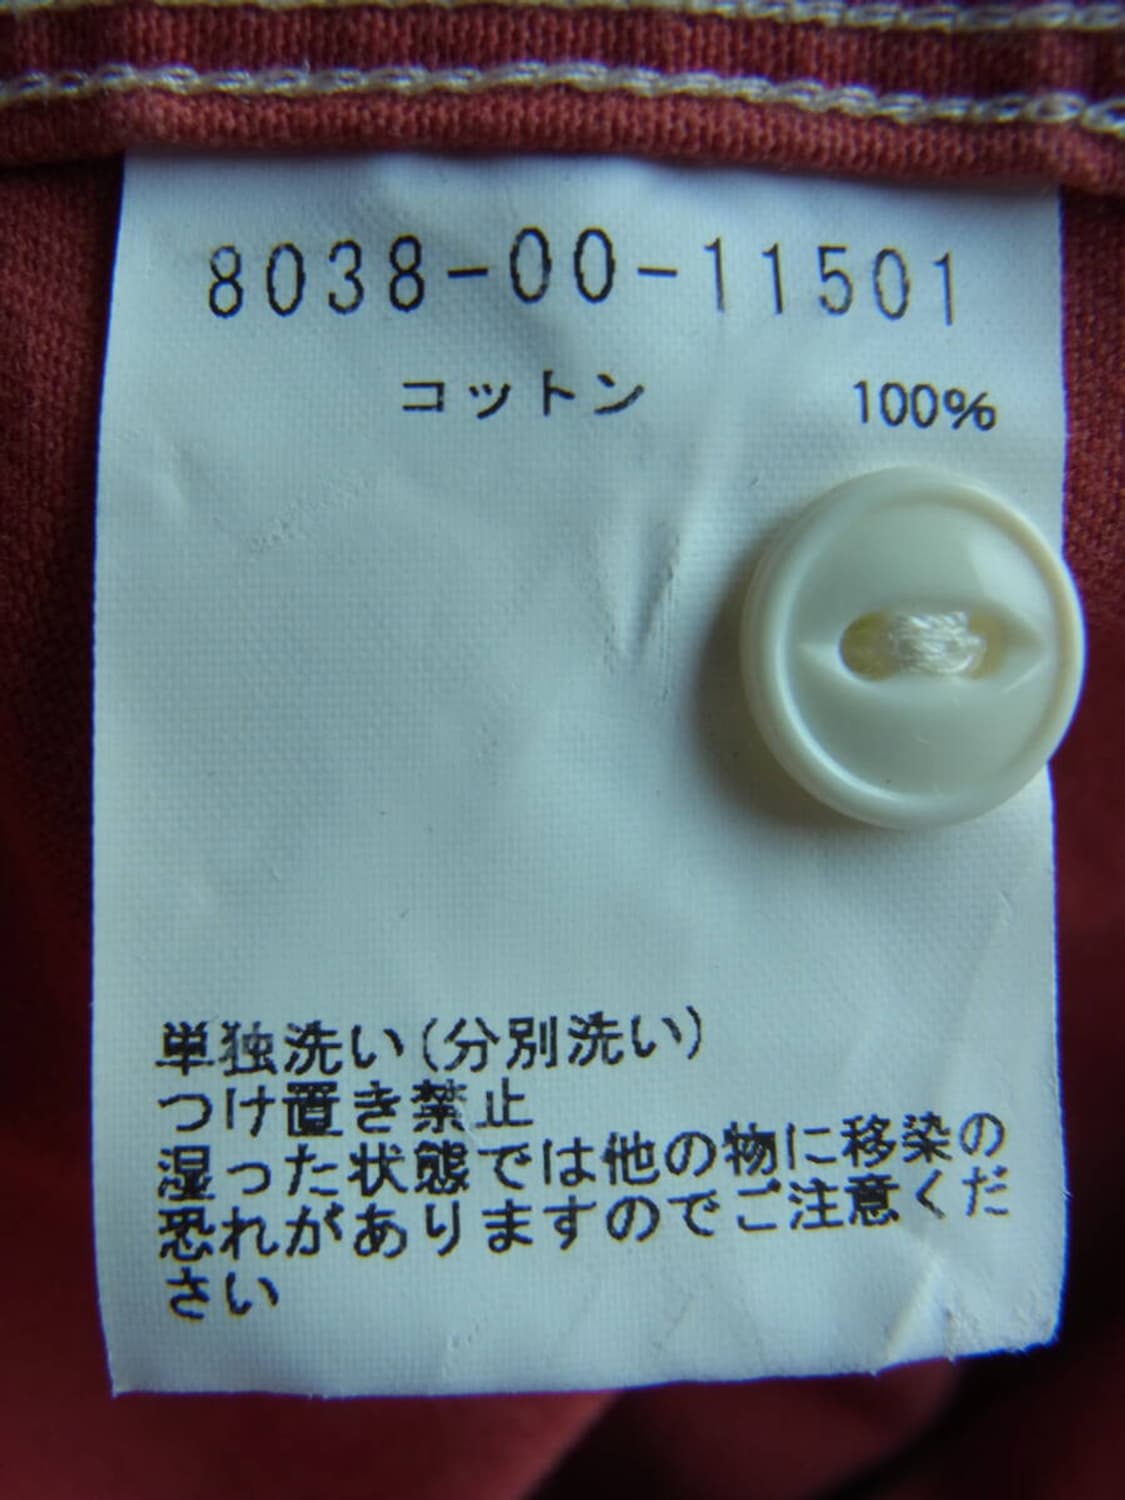 8038-00-11501
コットン 100%
単独洗い(分別洗い)
つけ置き禁止
湿った状態では他の物に移染の
恐れがありますのでご注意くだ
さい